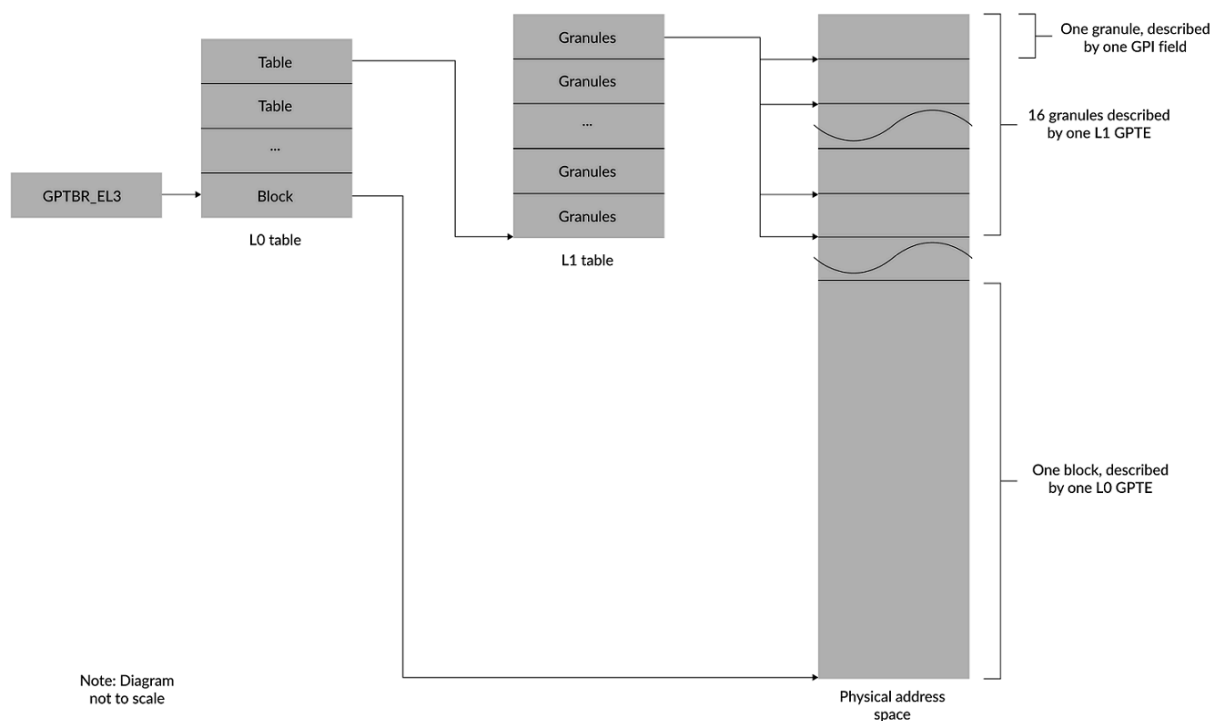 GPTBR_EL3
Table
Table
...
Block
L0 table
Granules
Granules
...
Granules
Granules
L1 table
One granule, described
by one GPI field
16 granules described
by one L1 GPTE
One block, described
by one L0 GPTE
Physical address
space
Note: Diagram
not to scale